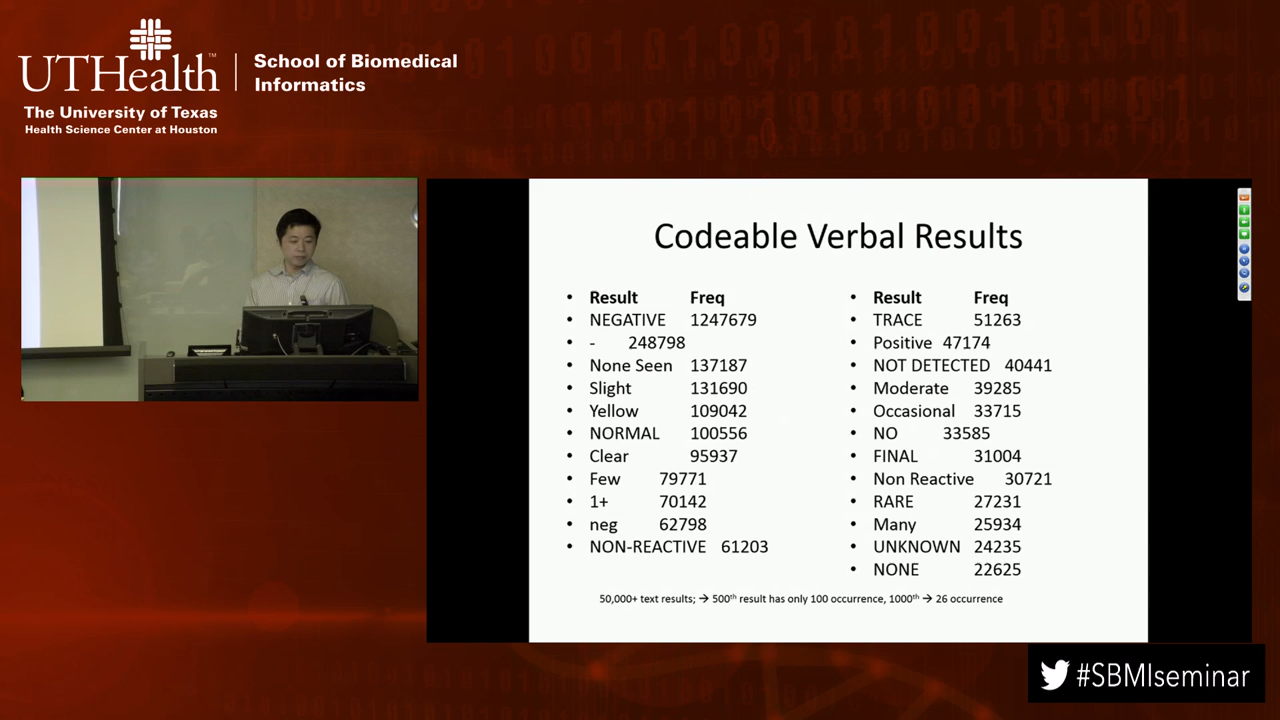 UTHealth™
School of Biomedical
Informatics
The University of Texas
Health Science Center at Houston
Codeable Verbal Results
• Result Freq
• NEGATIVE 1247679
• - 248798
• None Seen 137187
• Slight 131690
• Yellow 109042
• NORMAL 100556
• Clear 95937
• Few 79771
• 1+ 70142
• neg 62798
• NON-REACTIVE 61203
• Result Freq
• TRACE 51263
• Positive 47174
• NOT DETECTED 40441
• Moderate 39285
• Occasional 33715
• NO 33585
• FINAL 31004
• Non Reactive 30721
• RARE 27231
• Many 25934
• UNKNOWN 24235
• NONE 22625
50,000+ text results; → 500th result has only 100 occurrence, 1000th → 26 occurrence
#SBMIseminar